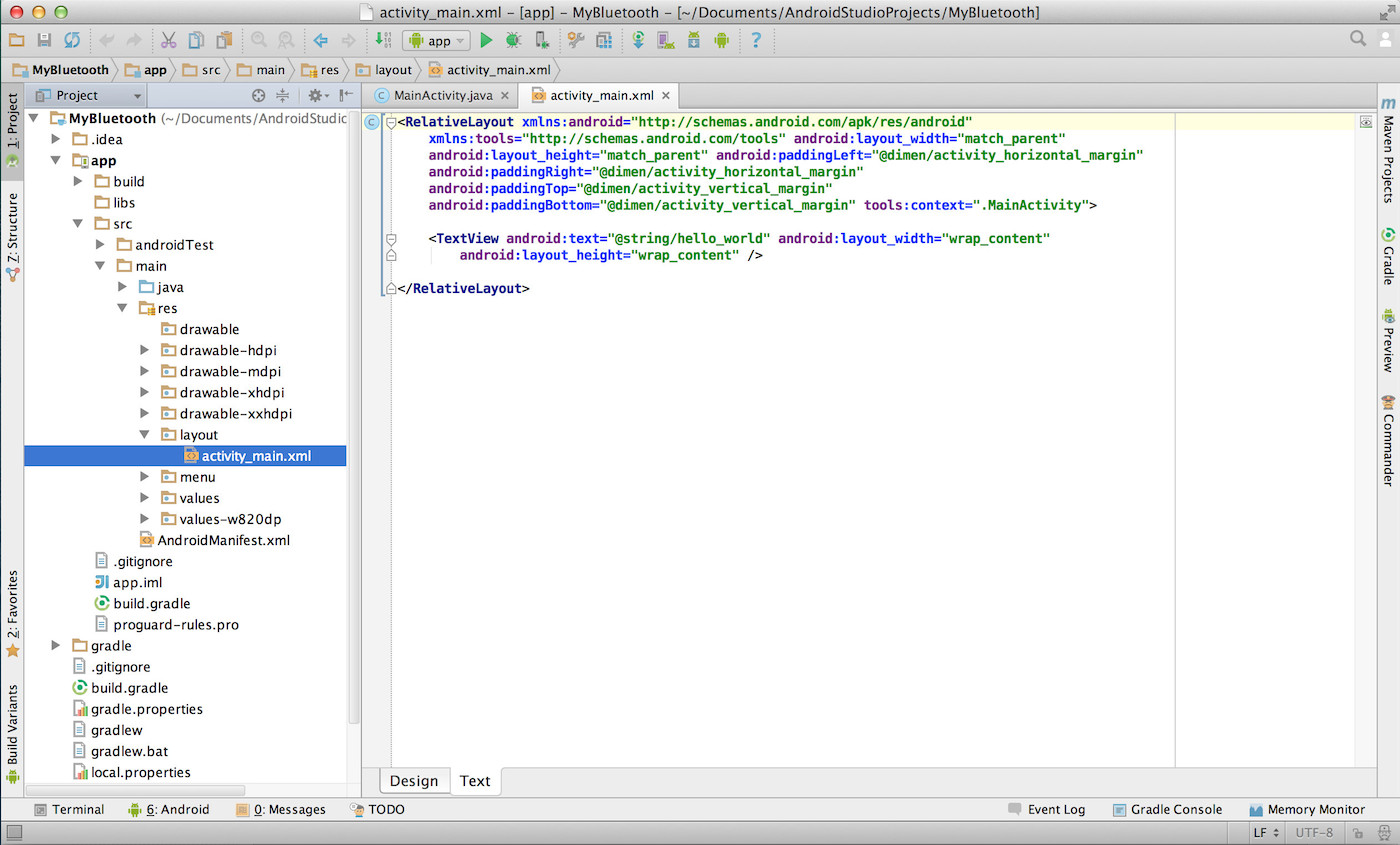 activity_main.xml – [app] – MyBluetooth – [~/Documents/AndroidStudioProjects/MyBluetooth]
app
?
MyBluetooth app src main res layout activity_main.xml
1: Project
Z: Structure
2: Favorites
Build Variants
Project
MyBluetooth (~/Documents/AndroidStudic
.idea
app
build
libs
src
androidTest
main
java
res
drawable
drawable-hdpi
drawable-mdpi
drawable-xhdpi
drawable-xxhdpi
layout
activity_main.xml
menu
values
values-w820dp
AndroidManifest.xml
.gitignore
app.iml
build.gradle
proguard-rules.pro
gradle
.gitignore
build.gradle
gradle.properties
gradlew
gradlew.bat
local.properties
MainActivity.java activity_main.xml
<RelativeLayout xmlns:android="http://schemas.android.com/apk/res/android"
xmlns:tools="http://schemas.android.com/tools" android:layout_width="match_parent"
android:layout_height="match_parent" android:paddingLeft="@dimen/activity_horizontal_margin"
android:paddingRight="@dimen/activity_horizontal_margin"
android:paddingTop="@dimen/activity_vertical_margin"
android:paddingBottom="@dimen/activity_vertical_margin" tools:context=".MainActivity">
<TextView android:text="@string/hello_world" android:layout_width="wrap_content"
android:layout_height="wrap_content" />
</RelativeLayout>
Design Text
m Maven Projects
Gradle
Preview
Commander
Terminal 6: Android 0: Messages TODO Event Log Gradle Console Memory Monitor
LF UTF-8